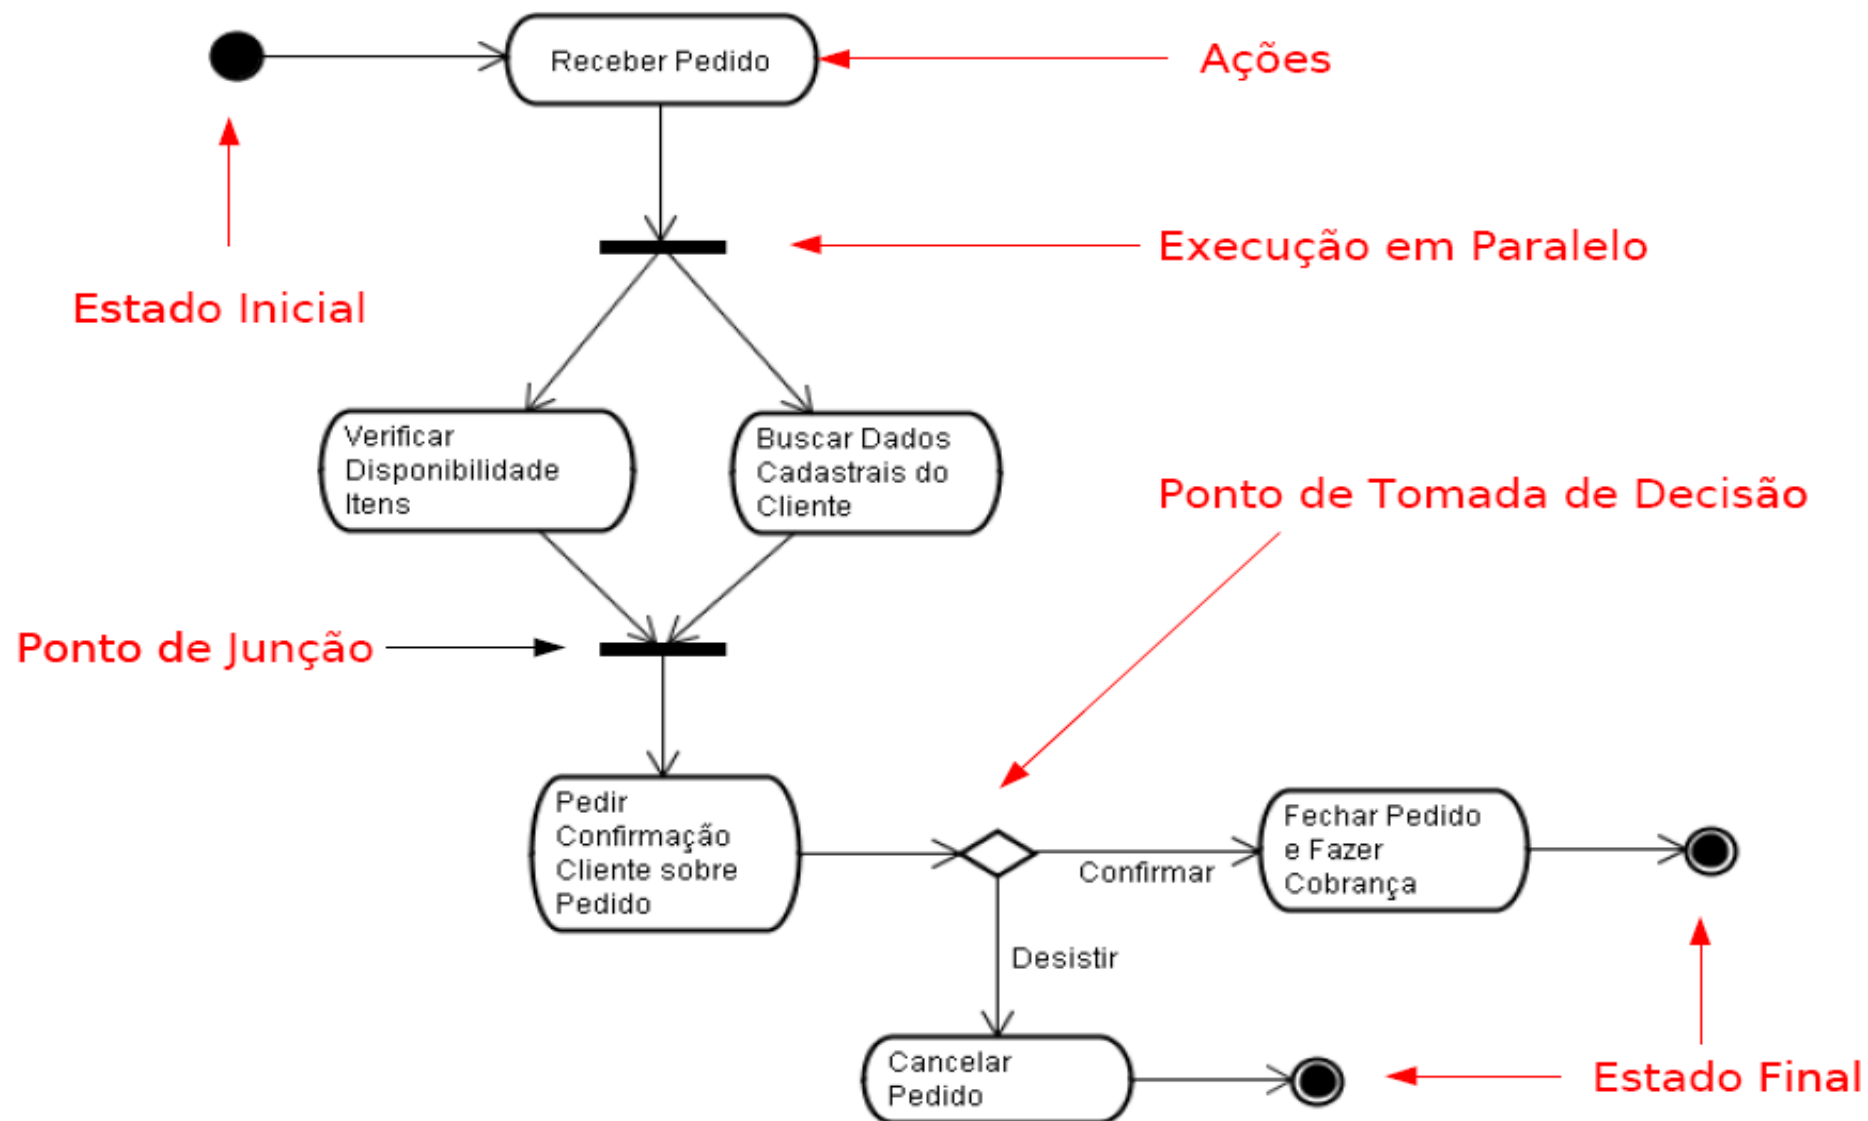 Receber Pedido
Ações
Execução em Paralelo
Estado Inicial
Verificar
Disponibilidade
Itens
Buscar Dados
Cadastrais do
Cliente
Ponto de Tomada de Decisão
Ponto de Junção
Pedir
Confirmação
Cliente sobre
Pedido
Confirmar
Fechar Pedido
e Fazer
Cobrança
Desistir
Cancelar
Pedido
Estado Final